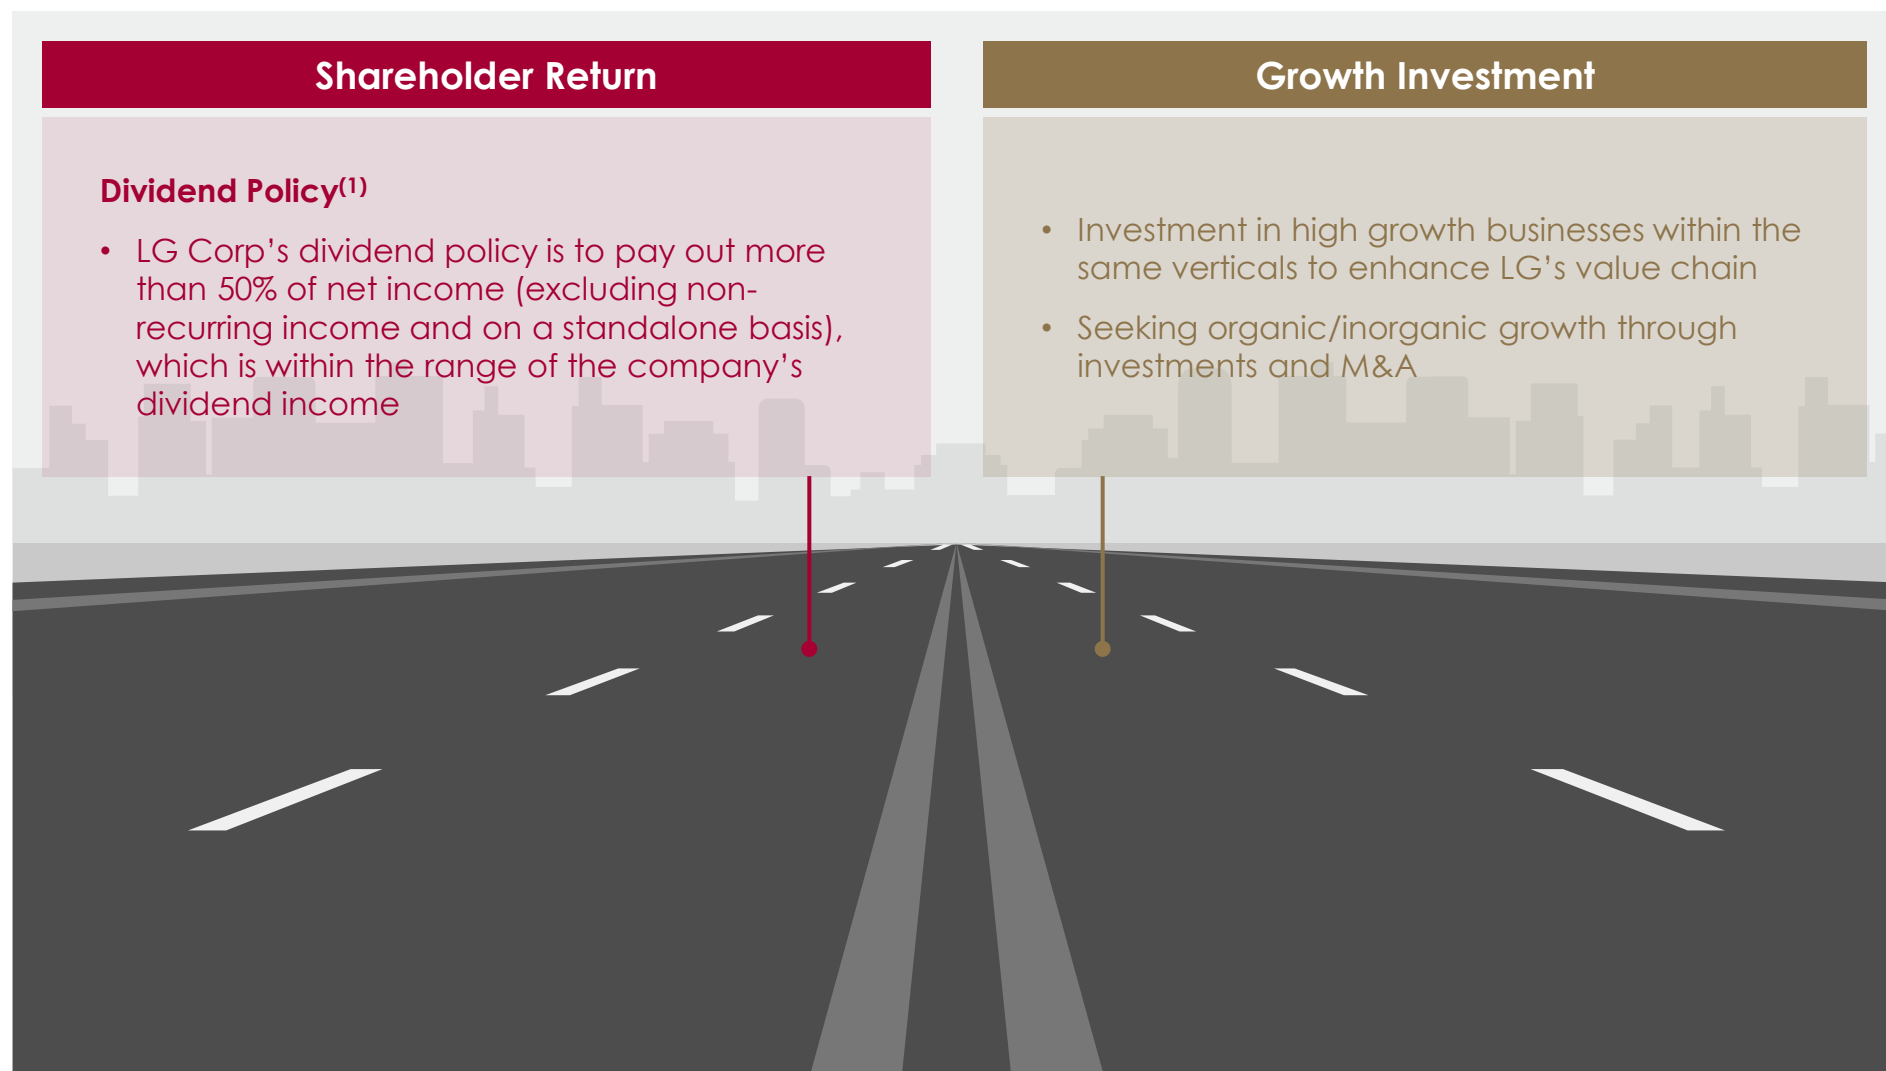 Shareholder Return
Dividend Policy(1)
• LG Corp’s dividend policy is to pay out more
than 50% of net income (excluding non-
recurring income and on a standalone basis),
which is within the range of the company’s
dividend income
Growth Investment
• Investment in high growth businesses within the
same verticals to enhance LG’s value chain
• Seeking organic/inorganic growth through
investments and M&A